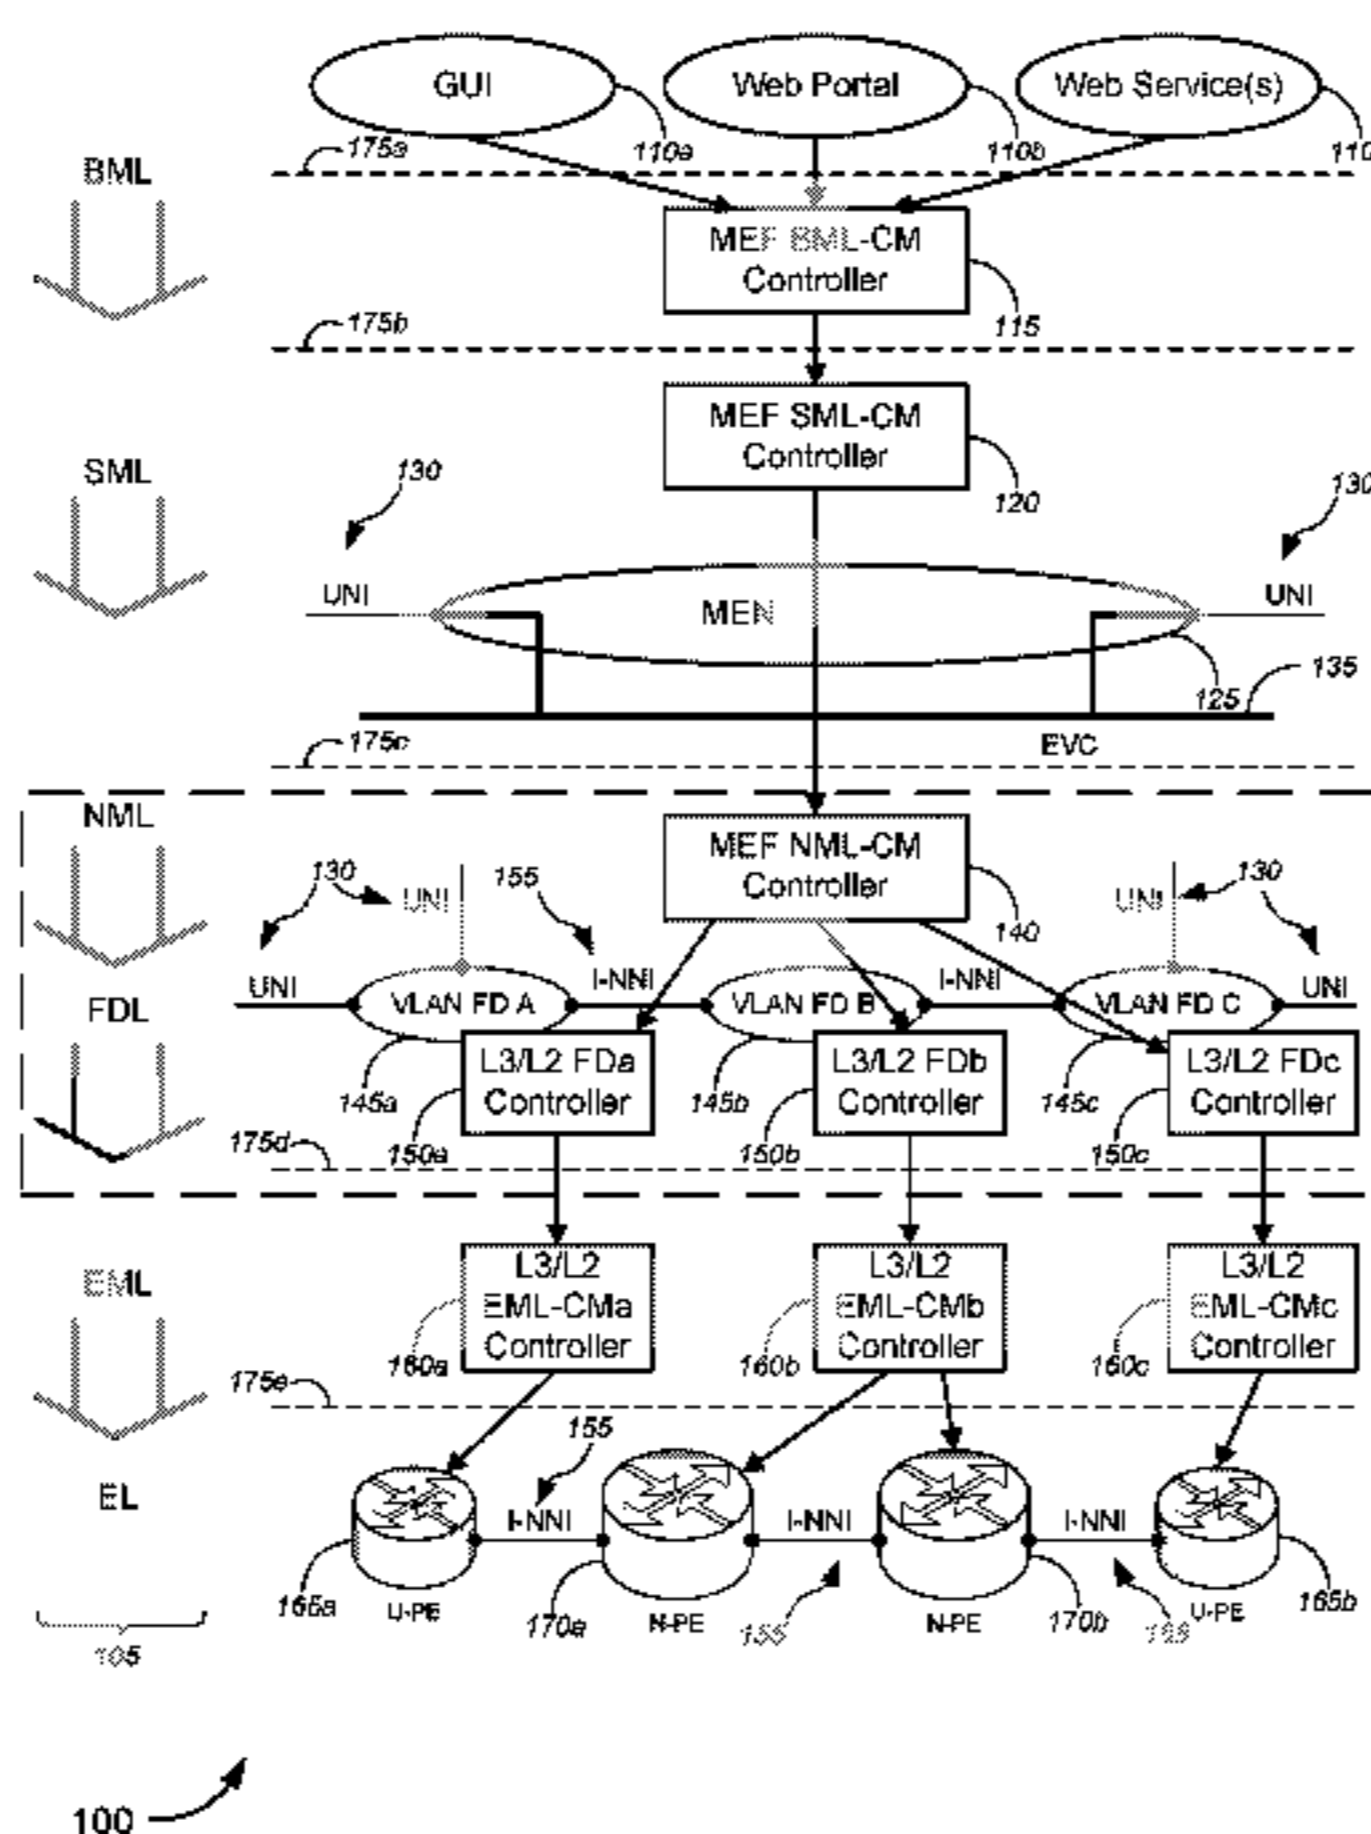 GUI
Web Portal
Web Service(s)
175a
110a
110b
110
BML
MEF BML-CM
Controller
115
175b
MEF SML-CM
Controller
120
SML
130
130
UNI
MEN
UNI
125
135
175c
EVC
NML
MEF NML-CM
Controller
140
130
UNI
155
UNI
130
UNI
I-NNI
I-NNI
UNI
VLAN FD A
VLAN FD B
VLAN FD C
FDL
L3/L2 FDa
Controller
L3/L2 FDb
Controller
L3/L2 FDc
Controller
145a
145b
145c
175d
150a
150b
150c
EML
L3/L2
EML-CMa
Controller
L3/L2
EML-CMb
Controller
L3/L2
EML-CMc
Controller
160a
160b
160c
175e
155
EL
I-NNI
I-NNI
I-NNI
165a
U-PE
170a
N-PE
155
N-PE
170b
155
U-PE
165b
105
100